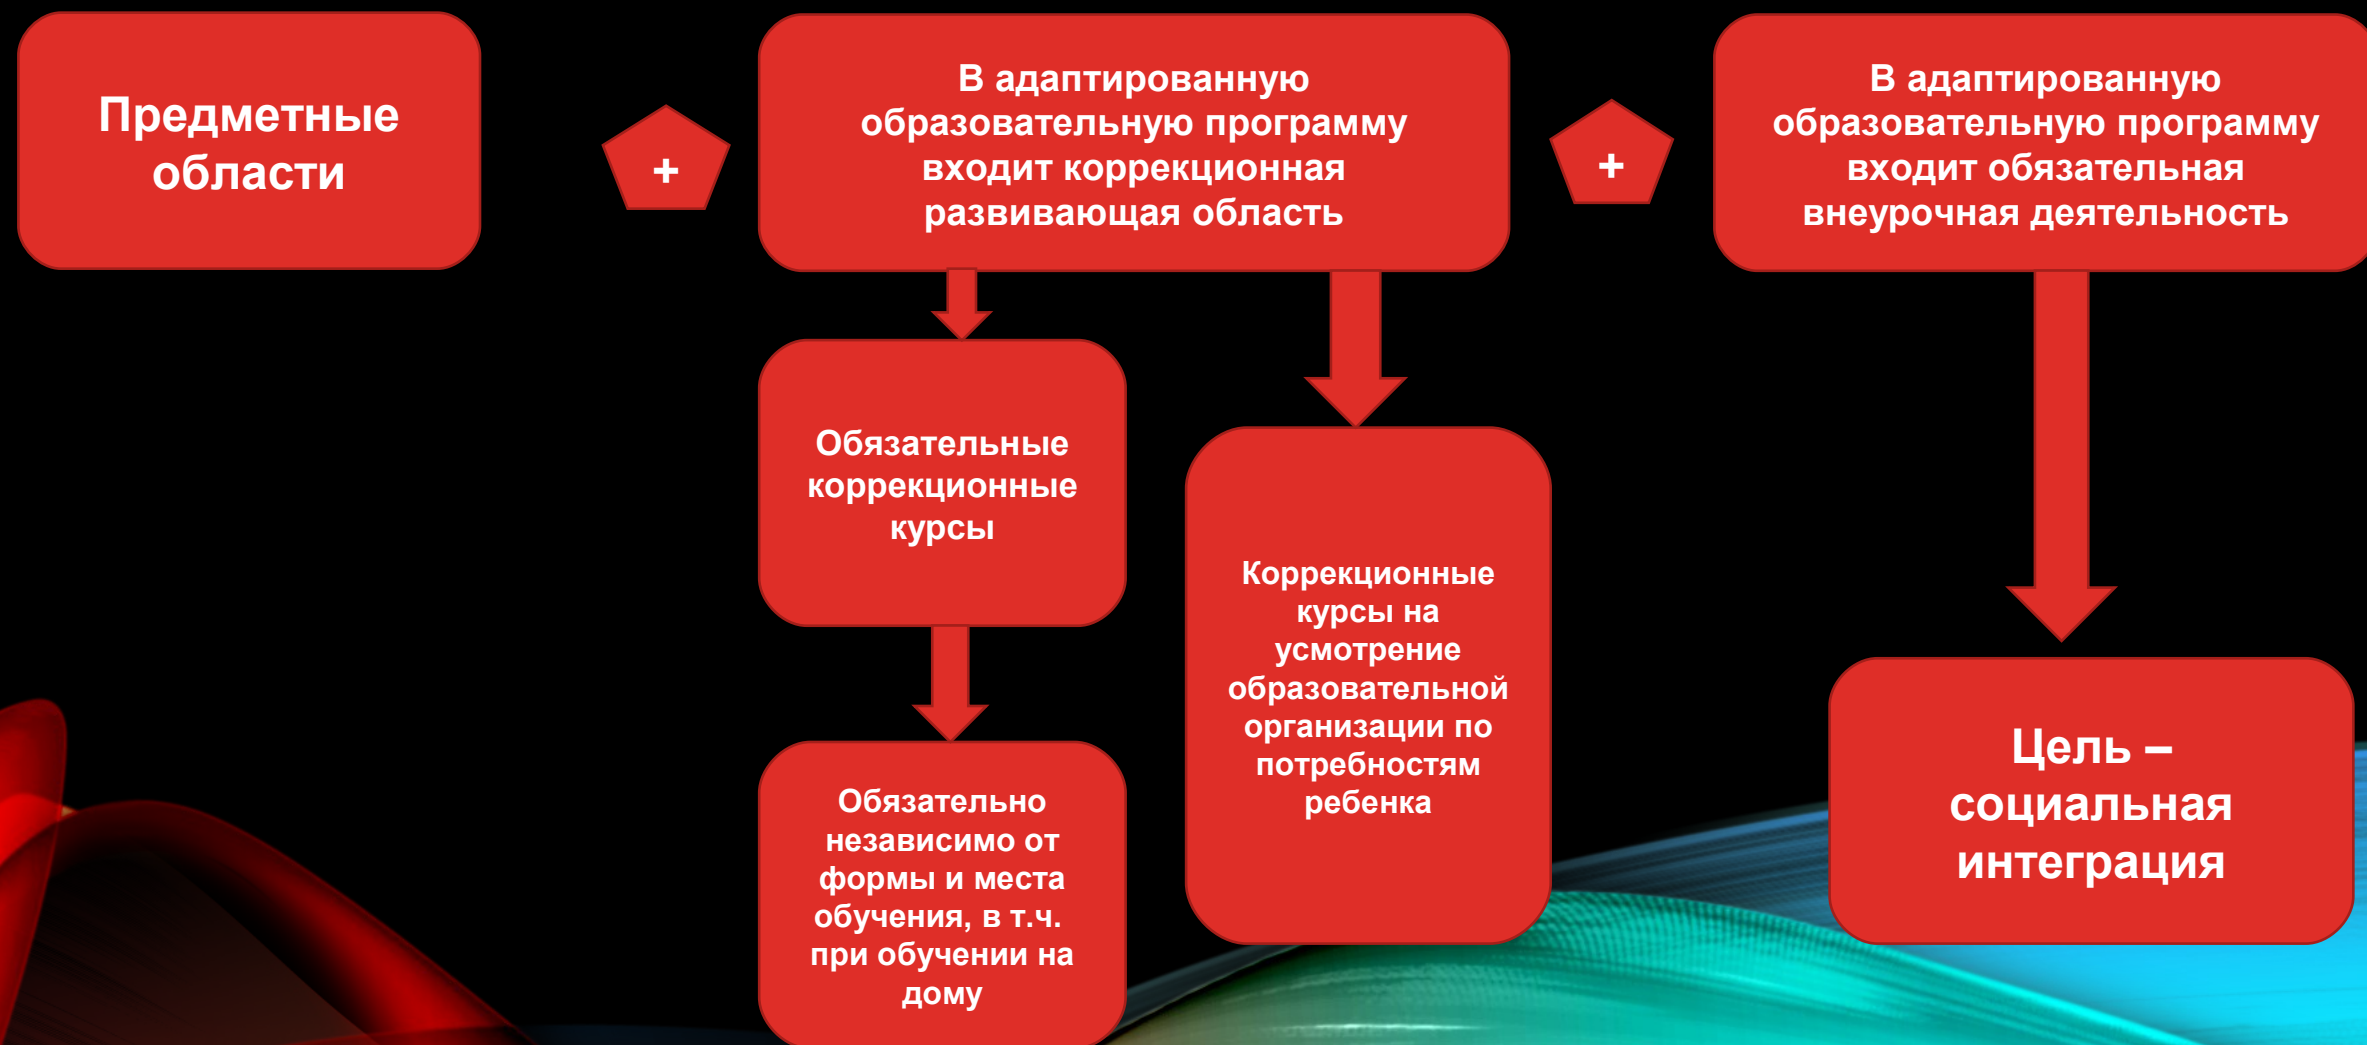 Предметные
области
+
В адаптированную
образовательную программу
входит коррекционная
развивающая область
+
В адаптированную
образовательную программу
входит обязательная
внеурочная деятельность
Обязательные
коррекционные
курсы
Обязательно
независимо от
формы и места
обучения, в т.ч.
при обучении на
дому
Коррекционные
курсы на
усмотрение
образовательной
организации по
потребностям
ребенка
Цель –
социальная
интеграция